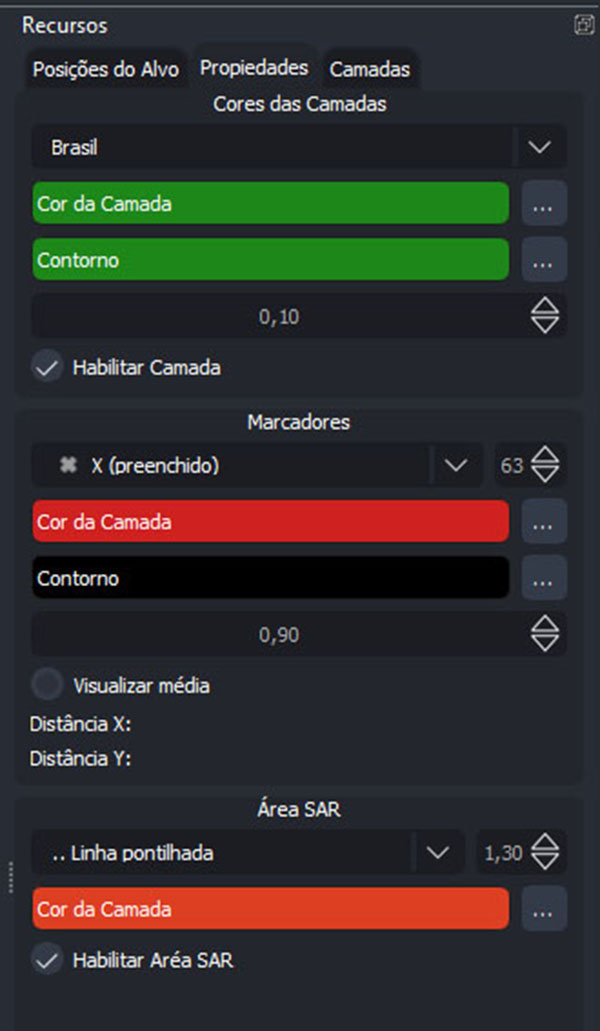 Recursos
Posições do Alvo Propiedades Camadas
Cores das Camadas
Brasil
Cor da Camada ...
Contorno ...
0,10
Habilitar Camada
Marcadores
X (preenchido) 63
Cor da Camada ...
Contorno ...
0,90
Visualizar média
Distância X:
Distância Y:
Área SAR
.. Linha pontilhada 1,30
Cor da Camada ...
Habilitar Aréa SAR